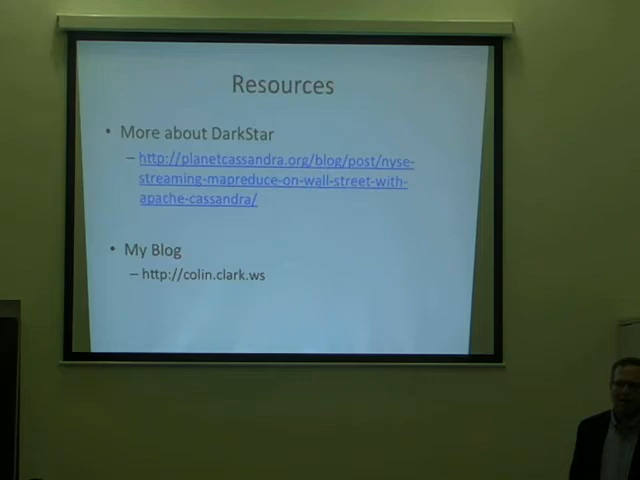 Resources
• More about DarkStar
– http://planetcassandra.org/blog/post/nyse-
streaming-mapreduce-on-wall-street-with-
apache-cassandra/
• My Blog
– http://colin.clark.ws